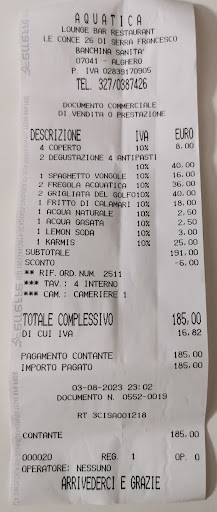 AQUATICA
LOUNGE BAR RESTAURANT
LE CONCE 26 DI SERRA FRANCESCO
BANCHINA SANITA'
07041 - ALGHERO
P. IVA 02839170905
TEL. 327/0387426
DOCUMENTO COMMERCIALE
DI VENDITA O PRESTAZIONE
DESCRIZIONE IVA EURO
4 COPERTO 10% 8.00
2 DEGUSTAZIONE 4 ANTIPASTI
10% 40.00
1 SPAGHETTO VONGOLE 10% 16.00
2 FREGOLA ACQUATICA 10% 36.00
2 GRIGLIATA DEL GOLFO 10% 40.00
1 FRITTO DI CALAMARI 10% 18.00
1 ACQUA NATURALE 10% 2.50
1 ACQUA GASATA 10% 2.50
1 LEMON SODA 10% 3.00
1 KARMIS 10% 25.00
SUBTOTALE 191.00
SCONTO -6.00
** RIF. ORD. NUM. 2511
*** TAV : 4 INTERNO
*** CAM.: CAMERIERE 1
TOTALE COMPLESSIVO 185.00
DI CUI IVA 16.82
PAGAMENTO CONTANTE 185.00
IMPORTO PAGATO 185.00
03-08-2023 23:02
DOCUMENTO N. 0552-0019
RT 3CISA001218
CONTANTE 185.00
000020 REG. 1 OP. 0
OPERATORE: NESSUNO
ARRIVEDERCI E GRAZIE